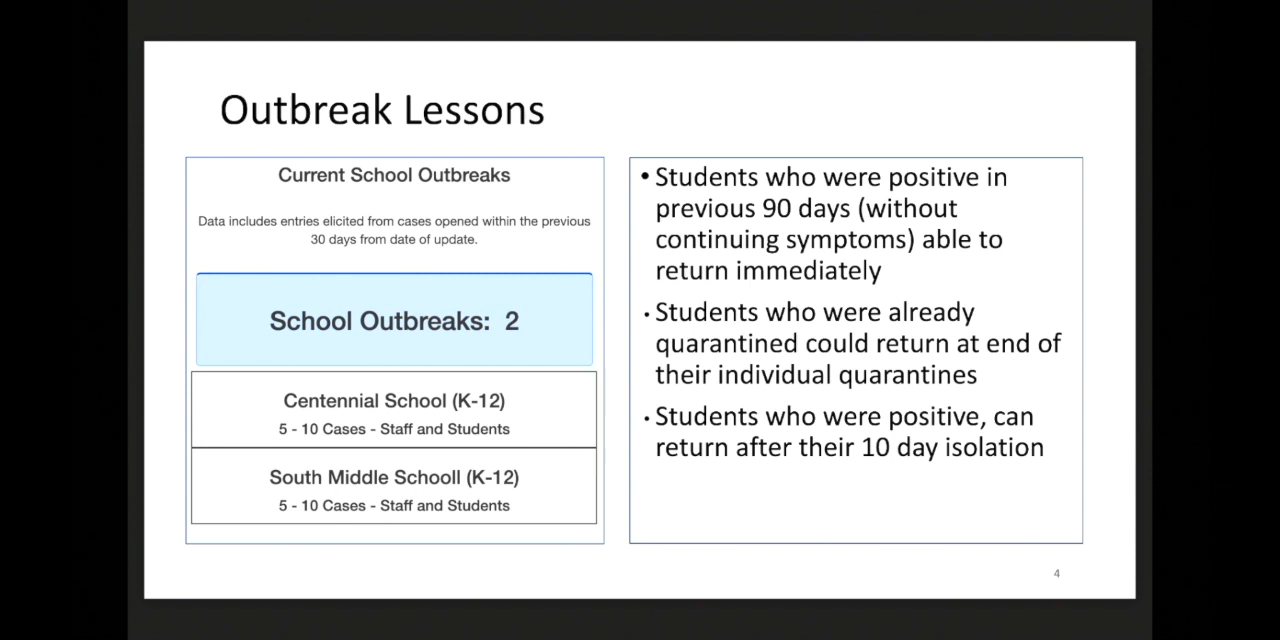 Outbreak Lessons
Current School Outbreaks
Data includes entries elicited from cases opened within the previous
30 days from date of update.
School Outbreaks: 2
Centennial School (K-12)
5 - 10 Cases - Staff and Students
South Middle Schooll (K-12)
5 - 10 Cases - Staff and Students
• Students who were positive in
previous 90 days (without
continuing symptoms) able to
return immediately
• Students who were already
quarantined could return at end of
their individual quarantines
• Students who were positive, can
return after their 10 day isolation
4